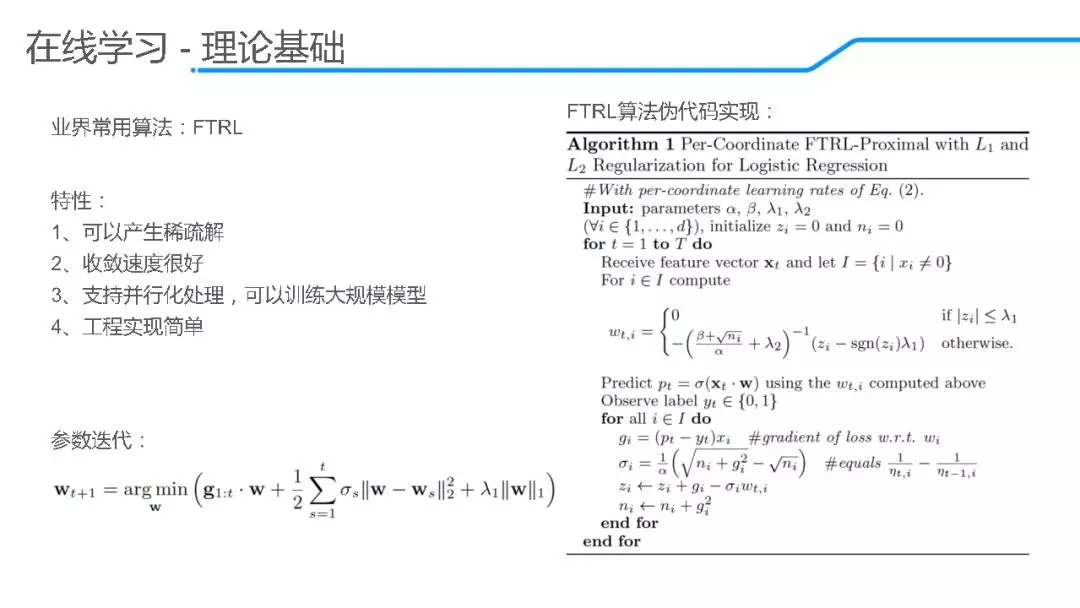 在线学习 - 理论基础
业界常用算法：FTRL
特性：
1、可以产生稀疏解
2、收敛速度很好
3、支持并行化处理，可以训练大规模模型
4、工程实现简单
参数迭代：
$\mathbf{w}_{t+1} = \arg\min_{\mathbf{w}} \left( \mathbf{g}_{1:t} \cdot \mathbf{w} + \frac{1}{2} \sum_{s=1}^{t} \sigma_s \|\mathbf{w} - \mathbf{w}_s\|_2^2 + \lambda_1 \|\mathbf{w}\|_1 \right)$
FTRL算法伪代码实现：
Algorithm 1 Per-Coordinate FTRL-Proximal with $L_1$ and
$L_2$ Regularization for Logistic Regression
#With per-coordinate learning rates of Eq. (2).
Input: parameters α, β, λ₁, λ₂
(∀i ∈ {1, . . . , d}), initialize $z_i = 0$ and $n_i = 0$
for t = 1 to T do
Receive feature vector $\mathbf{x}_t$ and let $I = \{i \mid x_i \neq 0\}$
For i ∈ I compute
$w_{t,i} = \begin{cases} 0 & \text{if } |z_i| \leq \lambda_1 \\ -\left( \frac{\beta + \sqrt{n_i}}{\alpha} + \lambda_2 \right)^{-1} (z_i - \text{sgn}(z_i)\lambda_1) & \text{otherwise.} \end{cases}$
Predict $p_t = \sigma(\mathbf{x}_t \cdot \mathbf{w})$ using the $w_{t,i}$ computed above
Observe label $y_t \in \{0, 1\}$
for all i ∈ I do
$g_i = (p_t - y_t)x_i$ #gradient of loss w.r.t. $w_i$
$\sigma_i = \frac{1}{\alpha} \left( \sqrt{n_i + g_i^2} - \sqrt{n_i} \right)$ #equals $\frac{1}{\eta_{t,i}} - \frac{1}{\eta_{t-1,i}}$
$z_i \leftarrow z_i + g_i - \sigma_i w_{t,i}$
$n_i \leftarrow n_i + g_i^2$
end for
end for